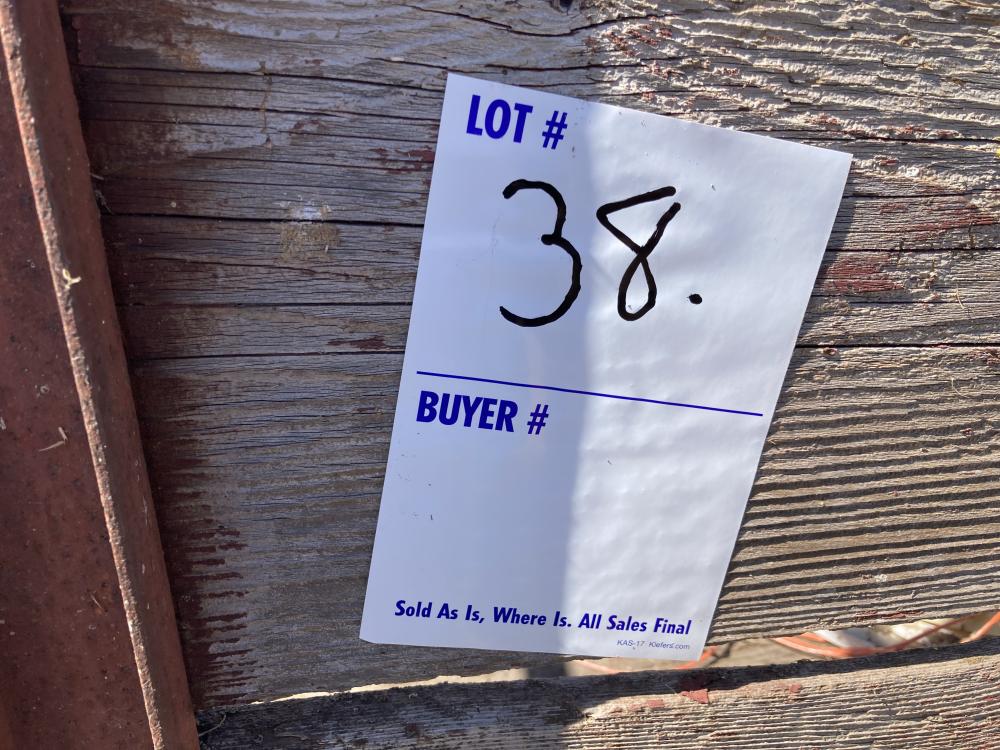 LOT #
38.
BUYER #
Sold As Is, Where Is. All Sales Final
KAS-17 Kiefers.com